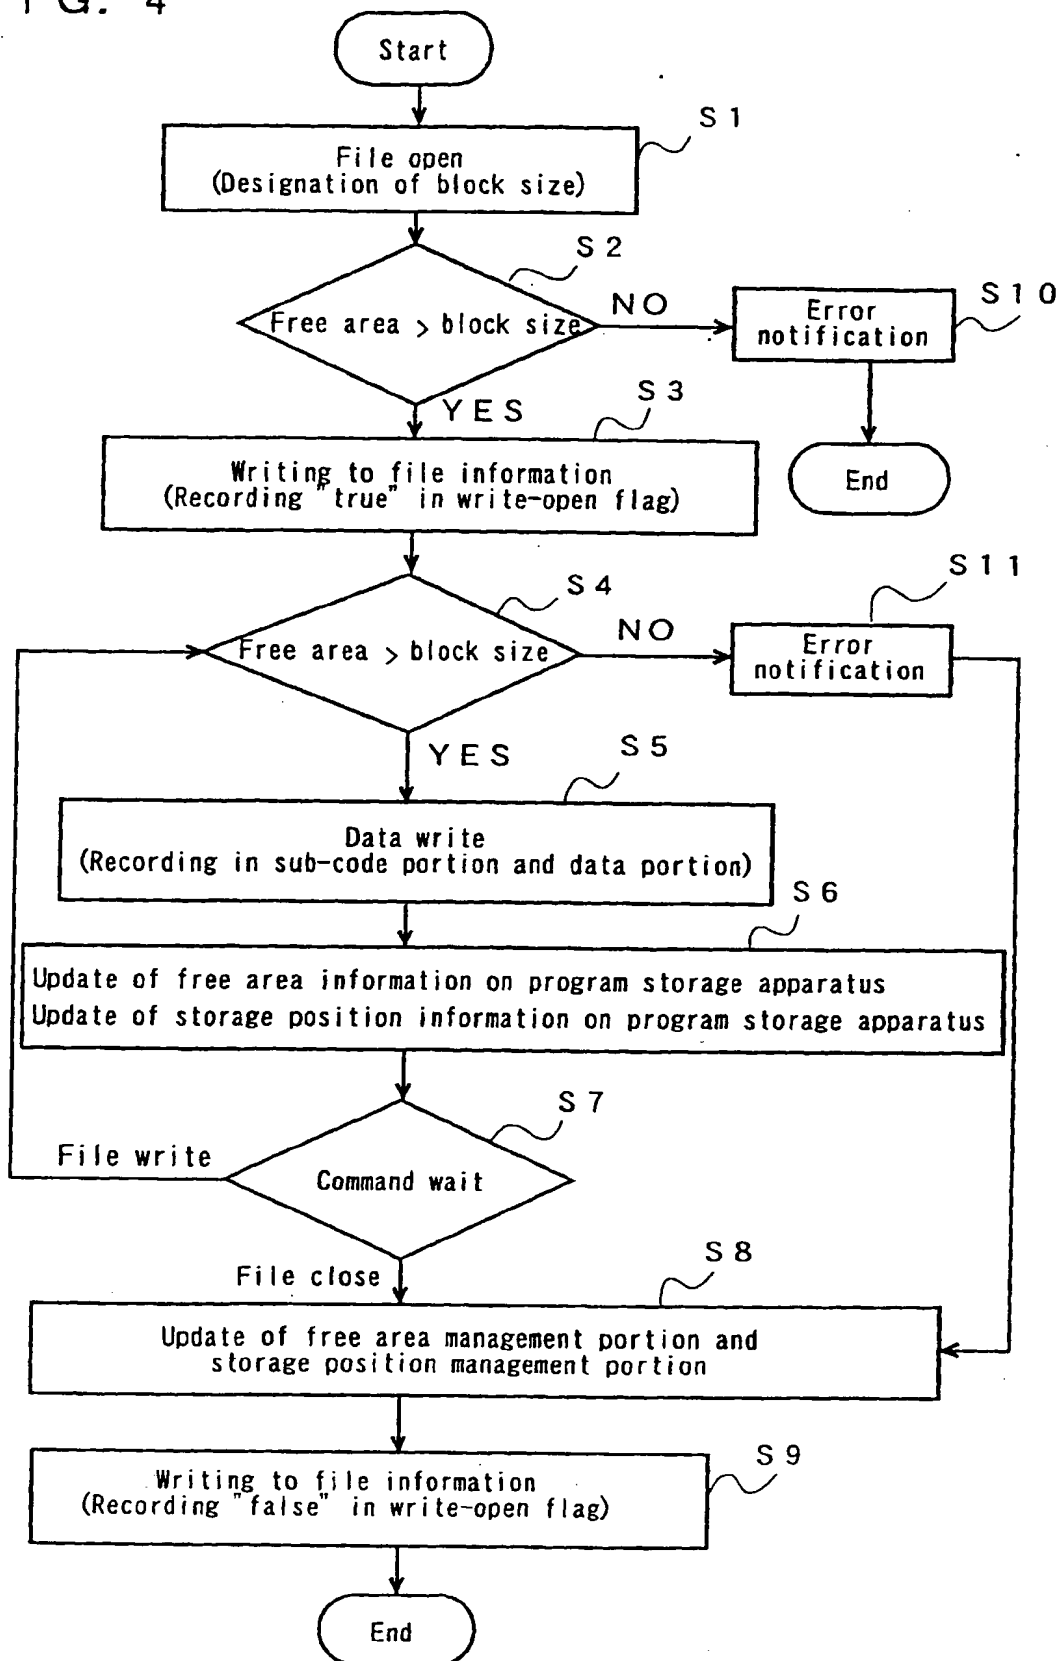 FIG. 4
Start
S1
File open
(Designation of block size)
S2
Free area > block size
NO
S10
Error
notification
YES
End
S3
Writing to file information
(Recording "true" in write-open flag)
S4
Free area > block size
NO
S11
Error
notification
YES
S5
Data write
(Recording in sub-code portion and data portion)
S6
Update of free area information on program storage apparatus
Update of storage position information on program storage apparatus
S7
File write
Command wait
File close
S8
Update of free area management portion and
storage position management portion
S9
Writing to file information
(Recording "false" in write-open flag)
End